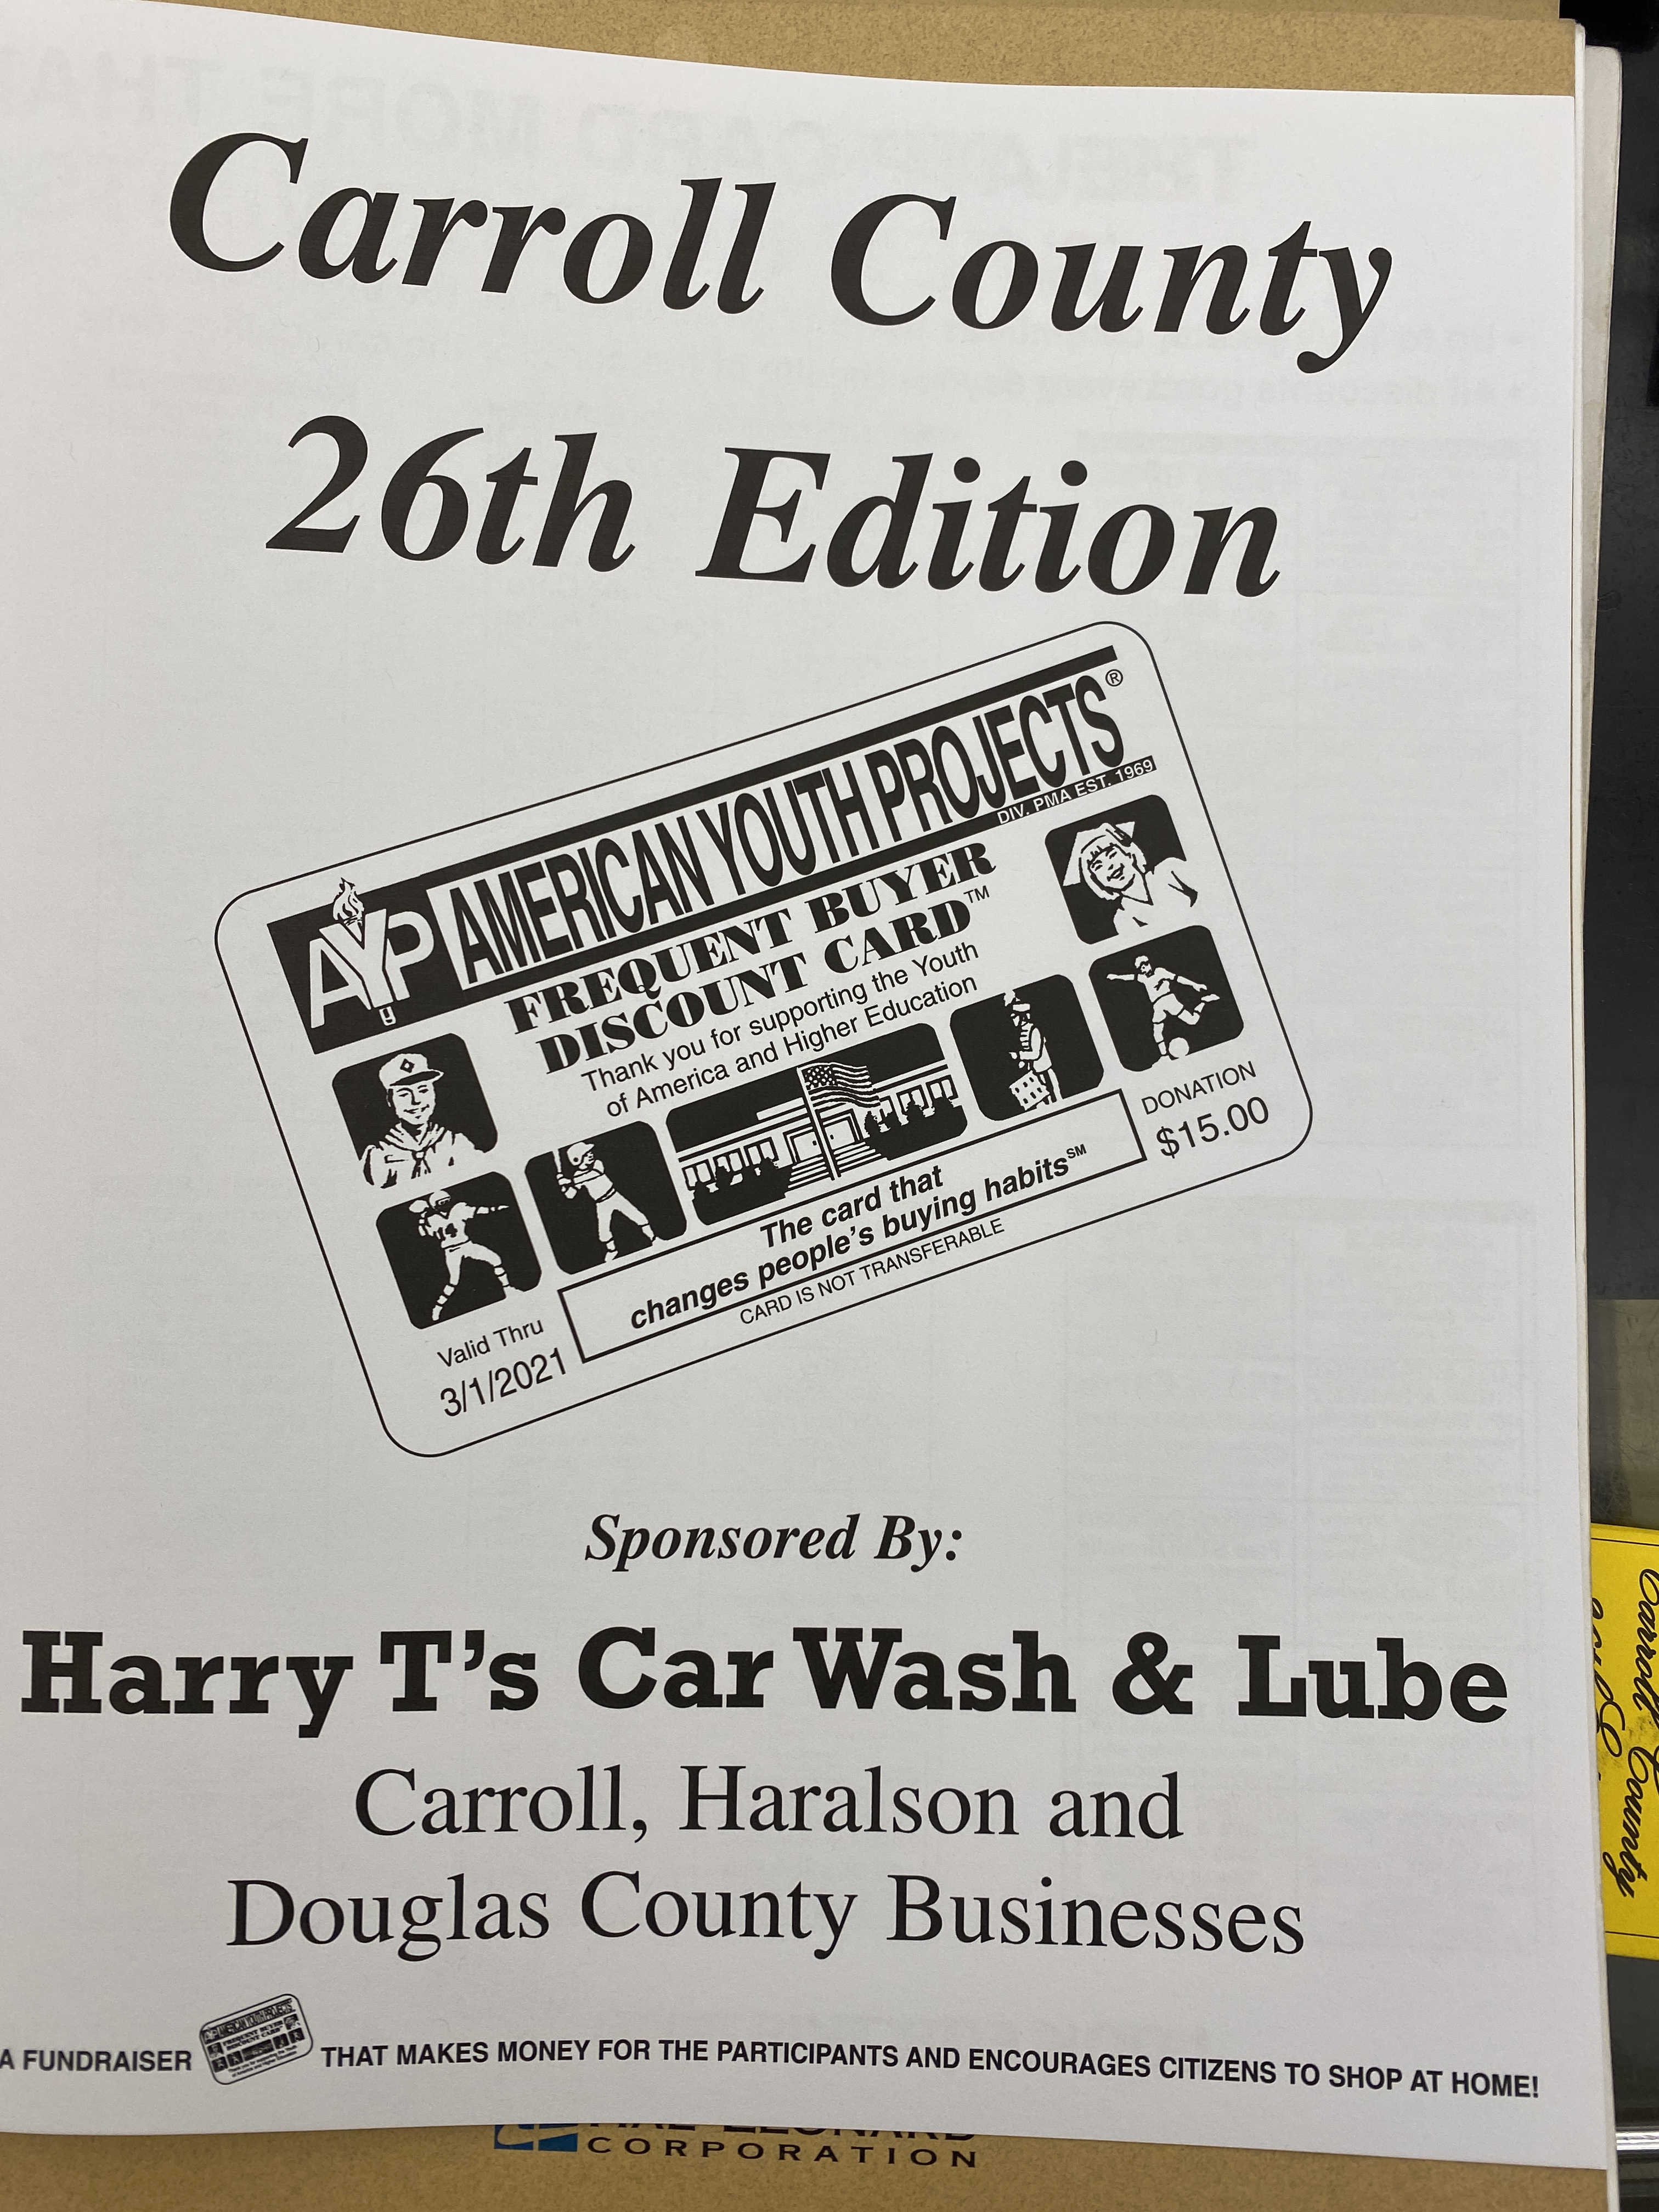 Carroll County
26th Edition
AYP
AMERICAN YOUTH PROJECTS®
DIV. PMA EST. 1969
FREQUENT BUYER
DISCOUNT CARD™
Thank you for supporting the Youth
of America and Higher Education
The card that
changes people's buying habits℠
CARD IS NOT TRANSFERABLE
Valid Thru
3/1/2021
DONATION
$15.00
Sponsored By:
Harry T's Car Wash & Lube
Carroll, Haralson and
Douglas County Businesses
A FUNDRAISER THAT MAKES MONEY FOR THE PARTICIPANTS AND ENCOURAGES CITIZENS TO SHOP AT HOME!
CORPORATION
Carroll County